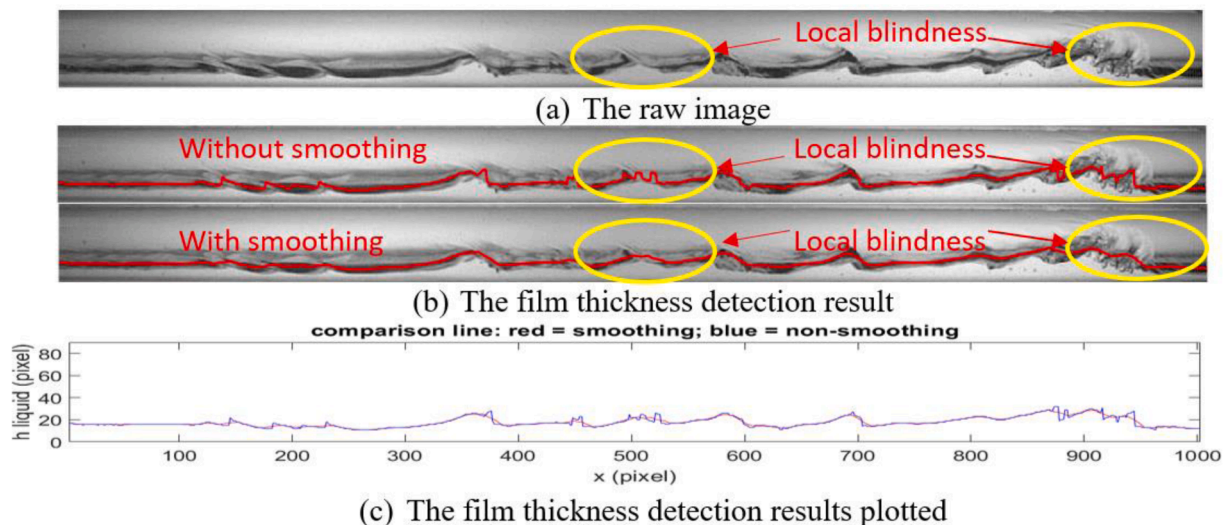 Local blindness
(a) The raw image
Without smoothing
Local blindness
With smoothing
Local blindness
(b) The film thickness detection result
comparison line: red = smoothing; blue = non-smoothing
h liquid (pixel)
80
60
40
20
0
100 200 300 400 500 600 700 800 900 1000
x (pixel)
(c) The film thickness detection results plotted